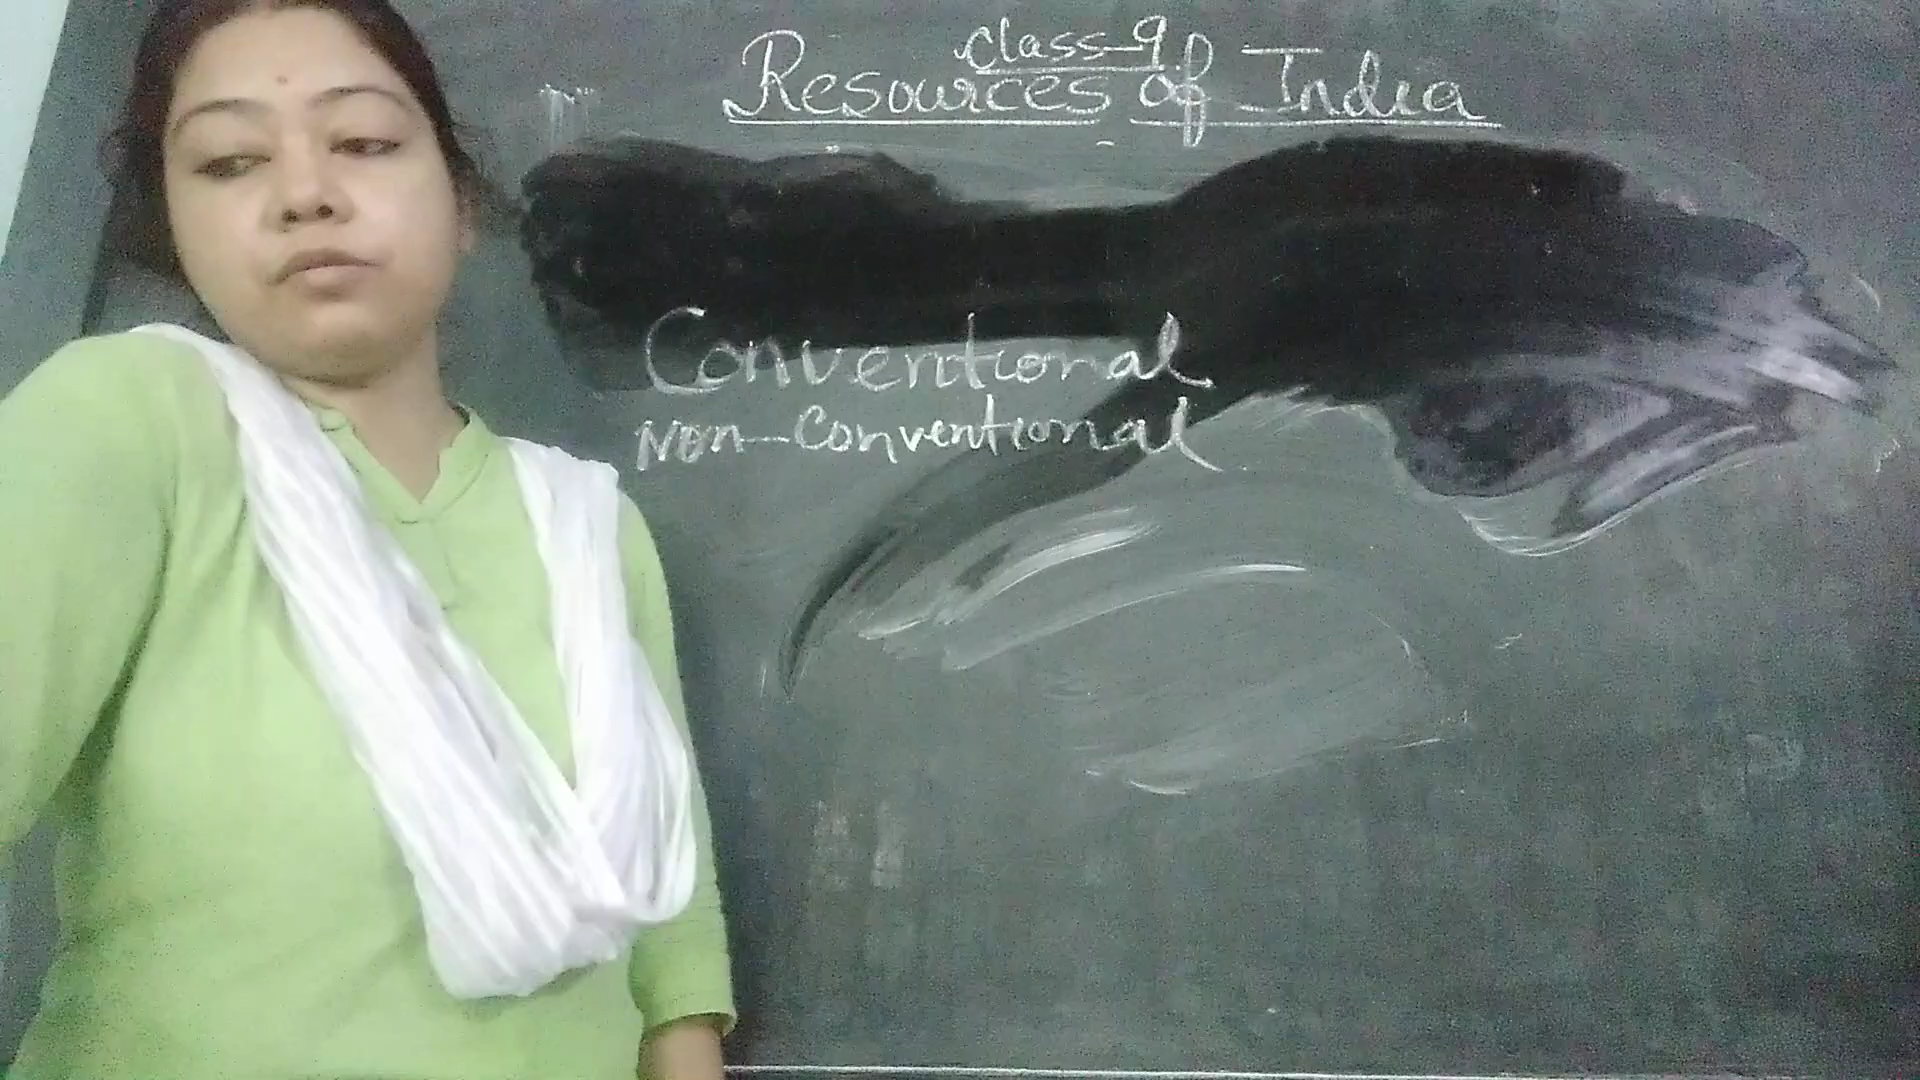 Class-9
Resources of India
Conventional
Non-Conventional